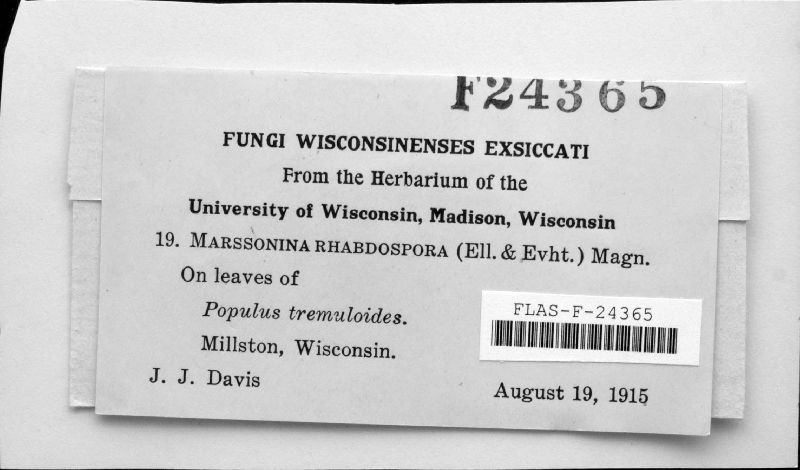 F24365
FUNGI WISCONSINENSES EXSICCATI
From the Herbarium of the
University of Wisconsin, Madison, Wisconsin
19. MARSSONINA RHABDOSPORA (Ell. & Evht.) Magn.
On leaves of
Populus tremuloides.
FLAS-F-24365
Millston, Wisconsin.
J. J. Davis
August 19, 1915